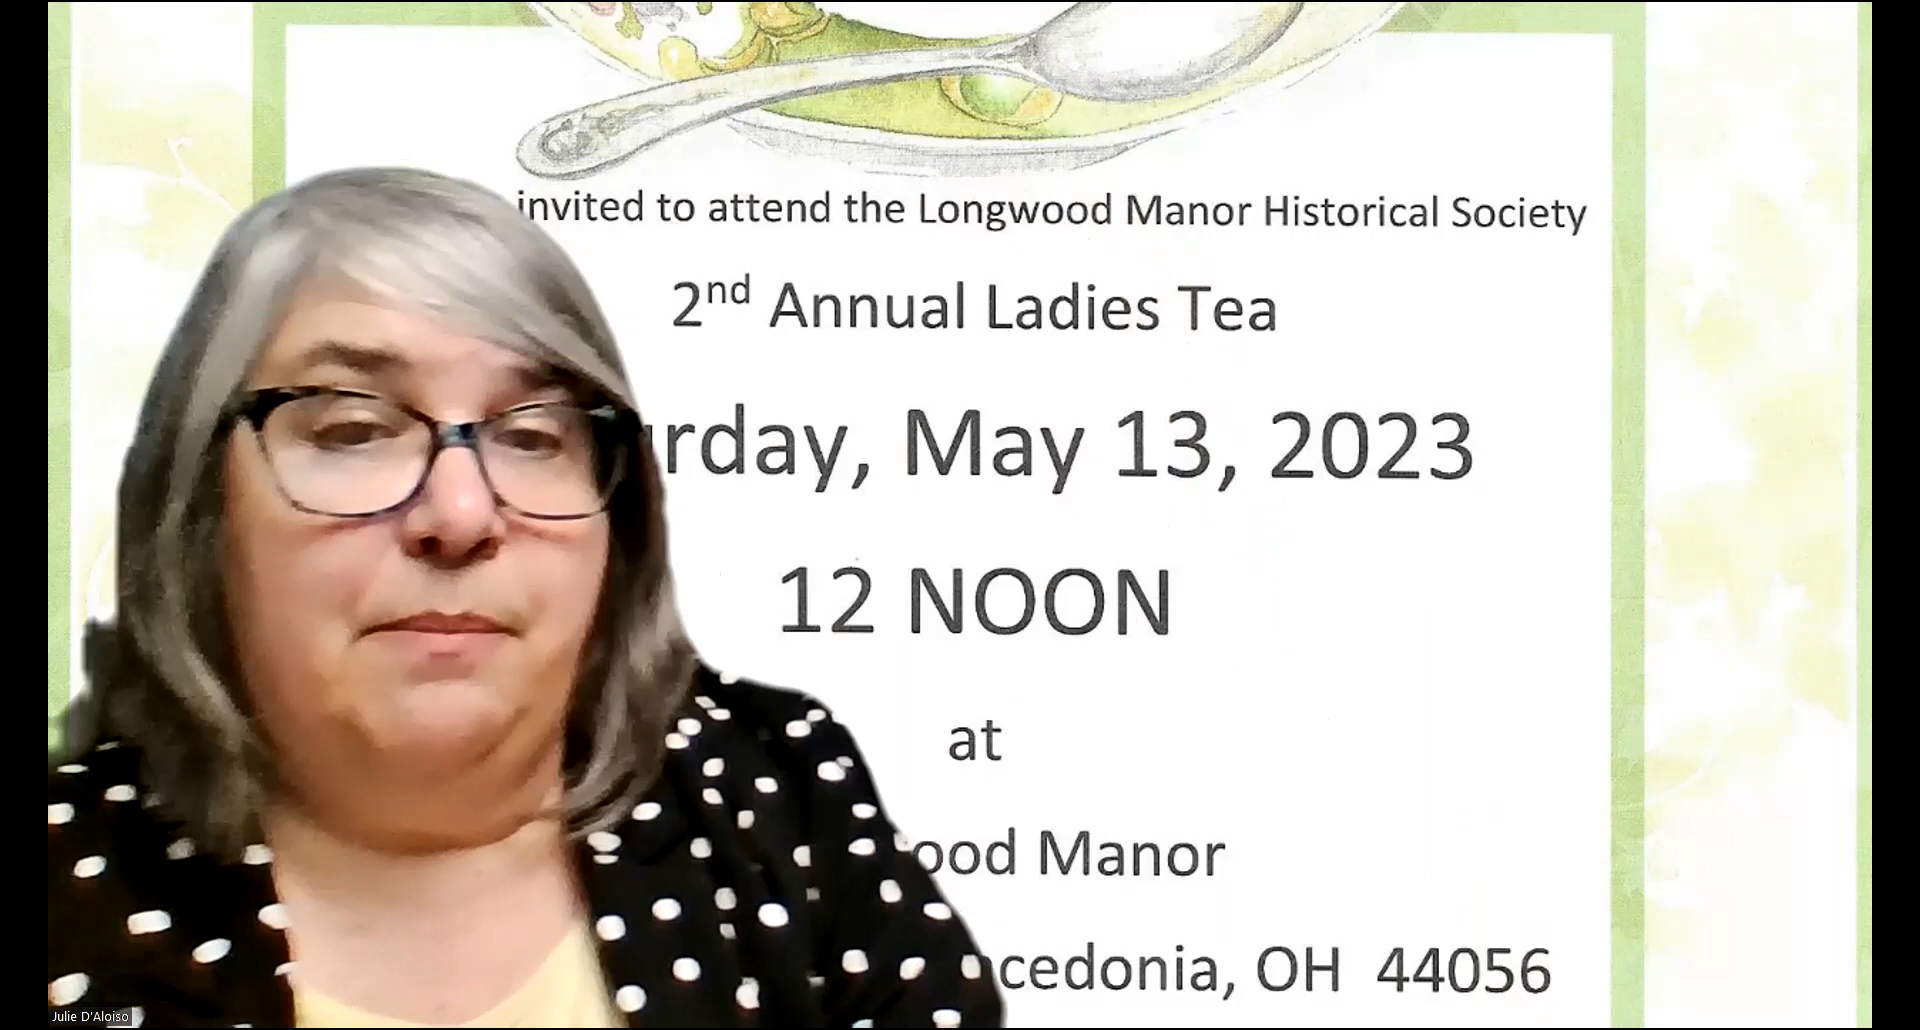 invited to attend the Longwood Manor Historical Society
2nd Annual Ladies Tea
rday, May 13, 2023
12 NOON
at
ood Manor
cedonia, OH 44056
Julie D'Aloiso